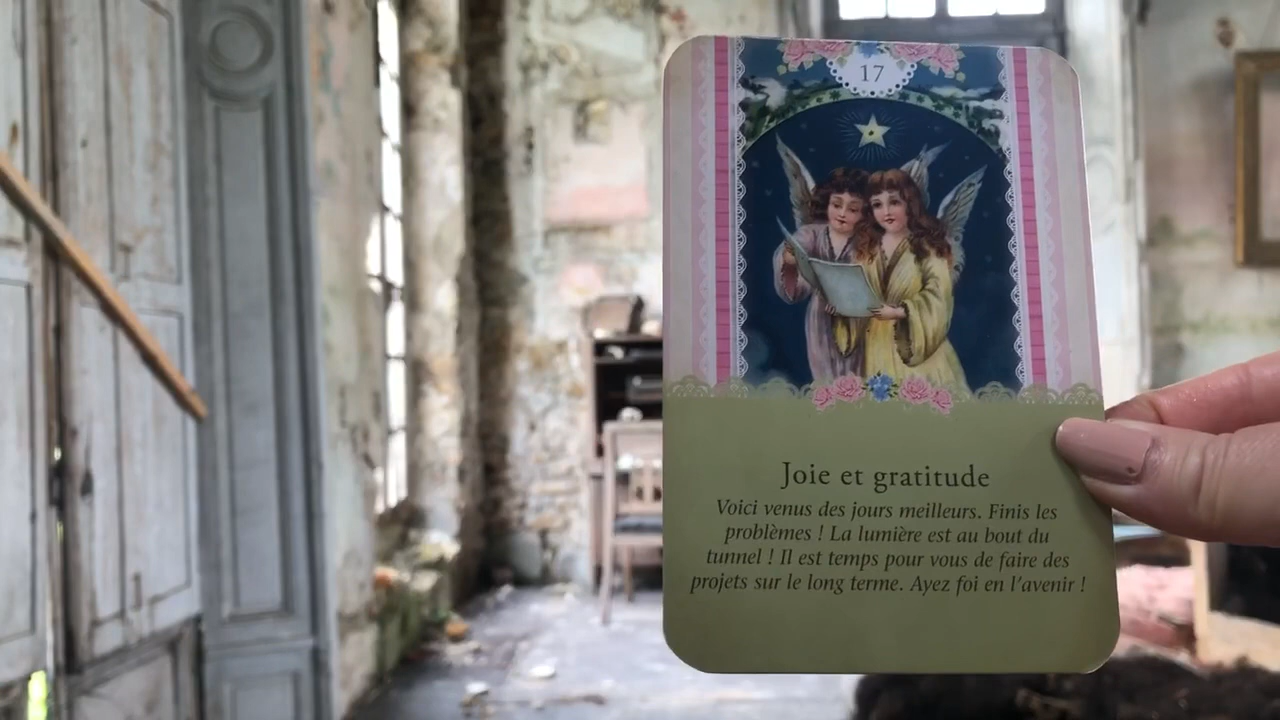 17
Joie et gratitude
Voici venus des jours meilleurs. Finis les
problèmes ! La lumière est au bout du
tunnel ! Il est temps pour vous de faire des
projets sur le long terme. Ayez foi en l'avenir !